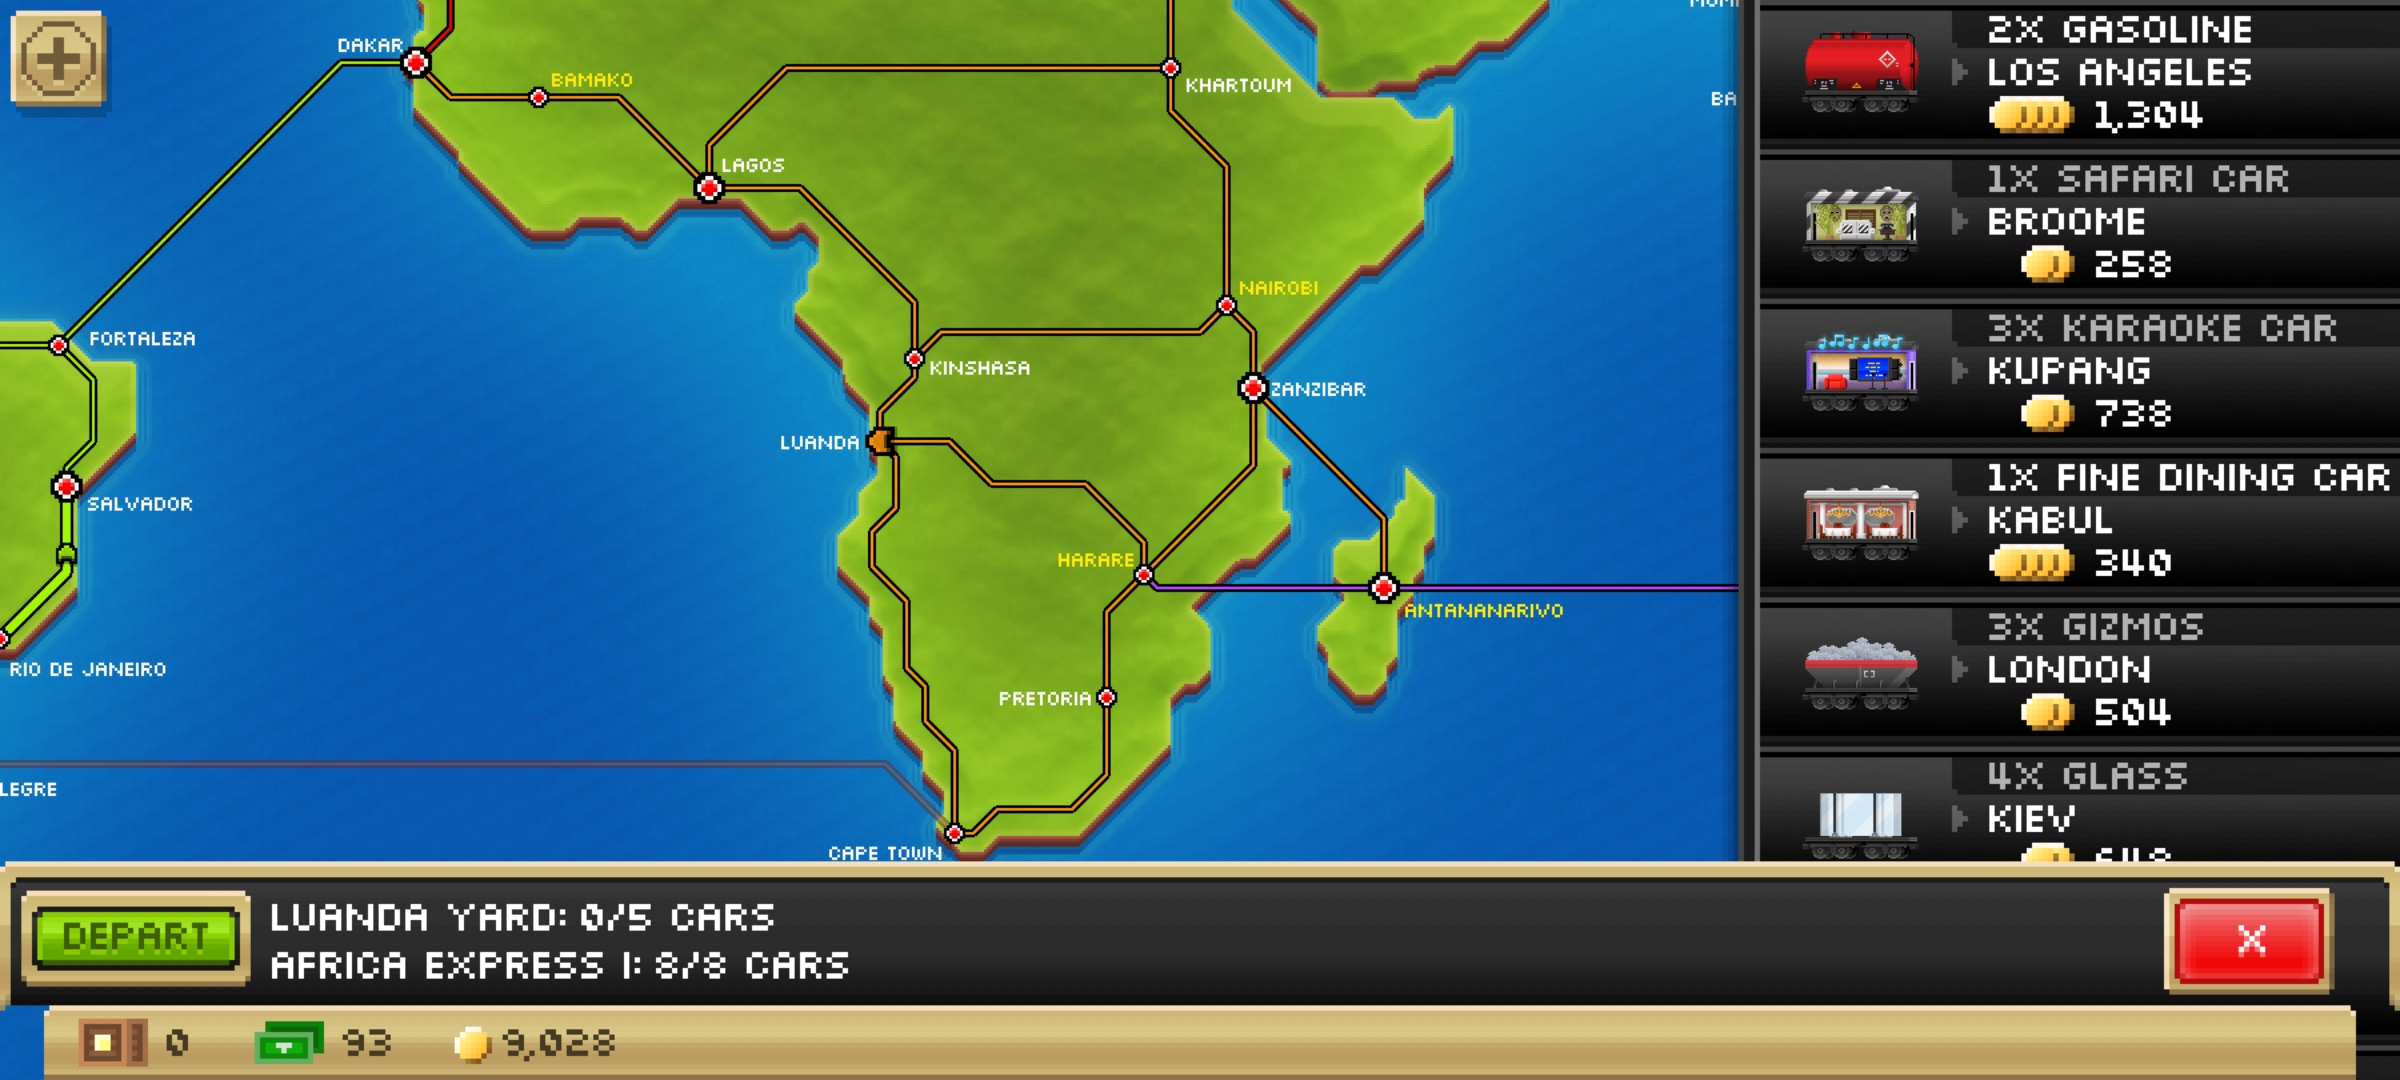 DAKAR
BAMAKO
KHARTOUM
LAGOS
NAIROBI
FORTALEZA
KINSHASA
ZANZIBAR
LUANDA
SALVADOR
HARARE
ANTANANARIVO
RIO DE JANEIRO
PRETORIA
LEGRE
CAPE TOWN
BA
2X GASOLINE
LOS ANGELES
1,304
1X SAFARI CAR
BROOME
258
3X KARAOKE CAR
KUPANG
738
1X FINE DINING CAR
KABUL
340
3X GIZMOS
LONDON
504
4X GLASS
KIEV
DEPART
LUANDA YARD: 0/5 CARS
AFRICA EXPRESS I: 8/8 CARS
X
0
93
9,028